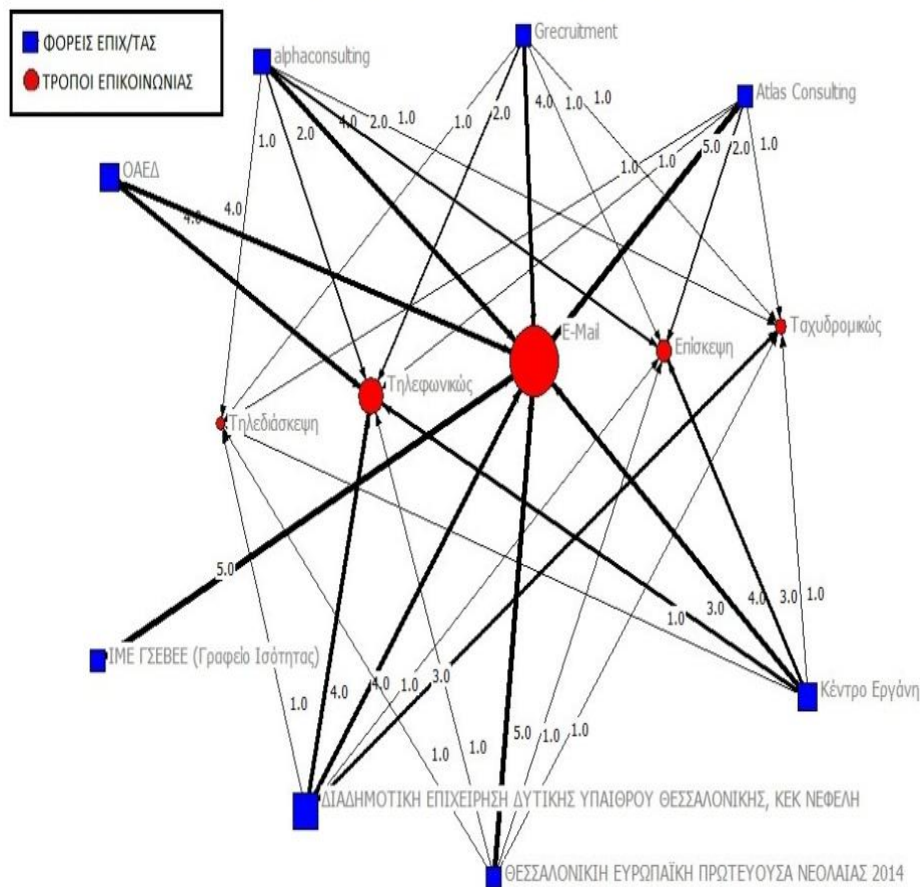 ΦΟΡΕΙΣ ΕΠΙΧ/ΤΑΣ
ΤΡΟΠΟΙ ΕΠΙΚΟΙΝΩΝΙΑΣ
Grecruitment
alphaconsulting
Atlas Consulting
1.0 2.0 4.0 2.0 1.0
1.0 2.0 4.0 1.0 1.0
1.0 1.0 5.0 2.0 1.0
ΟΑΕΔ
4.0 4.0
E-Mail
Επίσκεψη
Ταχυδρομικώς
Τηλεφωνικώς
Τηλεδιάσκεψη
5.0
1.0 3.0 4.0 3.0 1.0
ΙΜΕ ΓΣΕΒΕΕ (Γραφείο Ισότητας)
Κέντρο Εργάνη
1.0 4.0 4.0 1.0 3.0
1.0 1.0 5.0 1.0 1.0
ΔΙΑΔΗΜΟΤΙΚΗ ΕΠΙΧΕΙΡΗΣΗ ΔΥΤΙΚΗΣ ΥΠΑΙΘΡΟΥ ΘΕΣΣΑΛΟΝΙΚΗΣ, ΚΕΚ ΝΕΦΕΛΗ
ΘΕΣΣΑΛΟΝΙΚΙΗ ΕΥΡΩΠΑΪΚΗ ΠΡΩΤΕΥΟΥΣΑ ΝΕΟΛΑΙΑΣ 2014